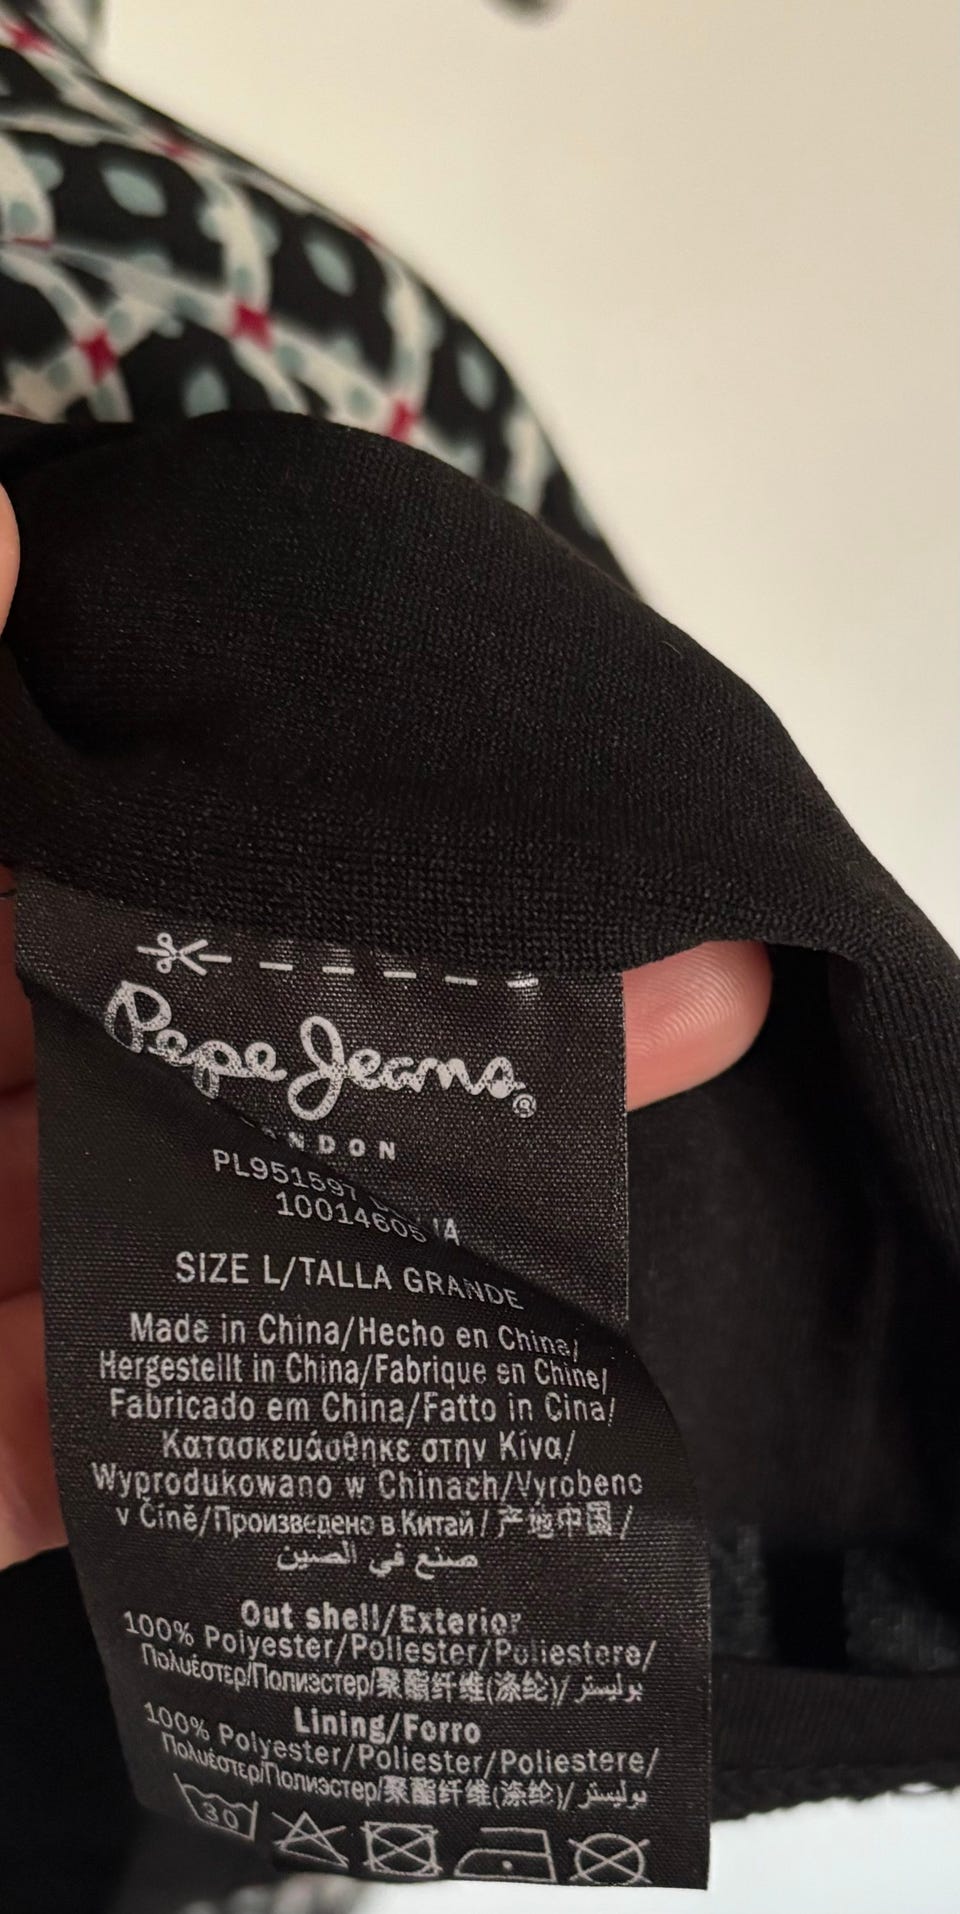 Pepe Jeans®
PL951597
SIZE L/TALLA GRANDE
Made in China/Hecho en China/
Hergestellt in China/Fabrique en Chine/
Fabricado em China/Fatto in Cina/
Κατασκευάσθηκε στην Κίνα/
Wyprodukowano w Chinach/Vyrobeno
v Číně/Произведено в Китай/产地中国/
صنع في الصين
Out shell/Exterior
100% Polyester/Poliester/Poliestere/
Πολυέστερ/Полиэстер/聚酯纤维(涤纶)/بوليستر
Lining/Forro
100% Polyester/Poliester/Poliestere/
Πολυέστερ/Полиэстер/聚酯纤维(涤纶)/بوليستر
30